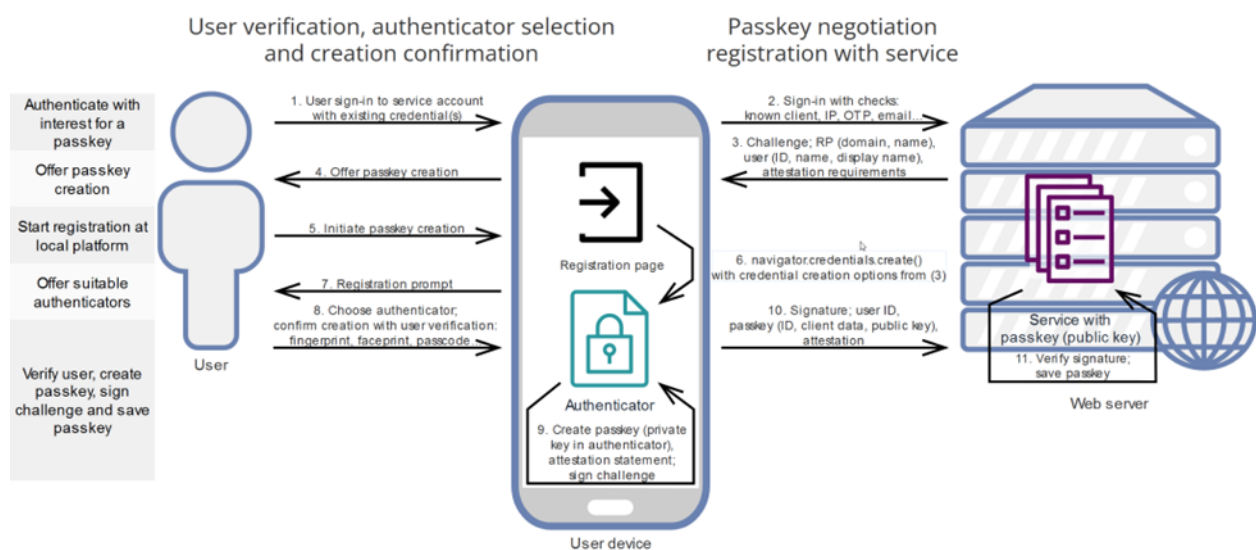 User verification, authenticator selection
and creation confirmation
Passkey negotiation
registration with service
Authenticate with
interest for a
passkey
Offer passkey
creation
Start registration at
local platform
Offer suitable
authenticators
Verify user, create
passkey, sign
challenge and save
passkey
User
1. User sign-in to service account
with existing credential(s)
4. Offer passkey creation
5. Initiate passkey creation
7. Registration prompt
8. Choose authenticator;
confirm creation with user verification:
fingerprint, faceprint, passcode...
Registration page
Authenticator
9. Create passkey (private
key in authenticator),
attestation statement;
sign challenge
User device
2. Sign-in with checks:
known client, IP, OTP, email...
3. Challenge; RP (domain, name),
user (ID, name, display name),
attestation requirements
6. navigator.credentials.create()
with credential creation options from (3)
10. Signature; user ID,
passkey (ID, client data, public key),
attestation
Service with
passkey (public key)
11. Verify signature;
save passkey
Web server